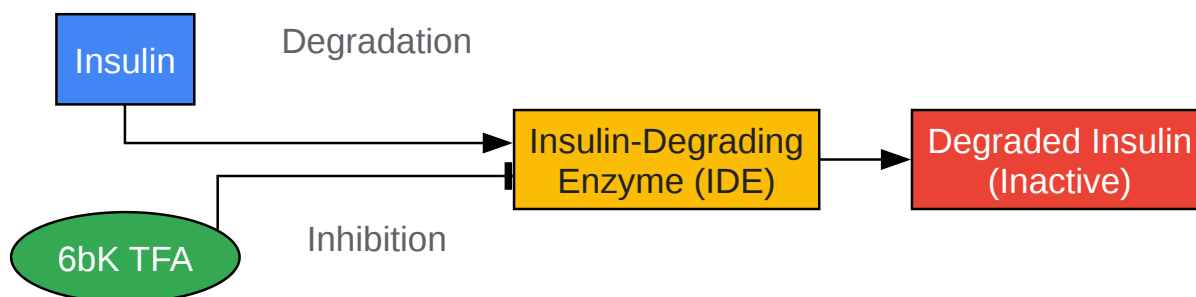 Insulin
Degradation
Insulin-Degrading
Enzyme (IDE)
Degraded Insulin
(Inactive)
6bK TFA
Inhibition